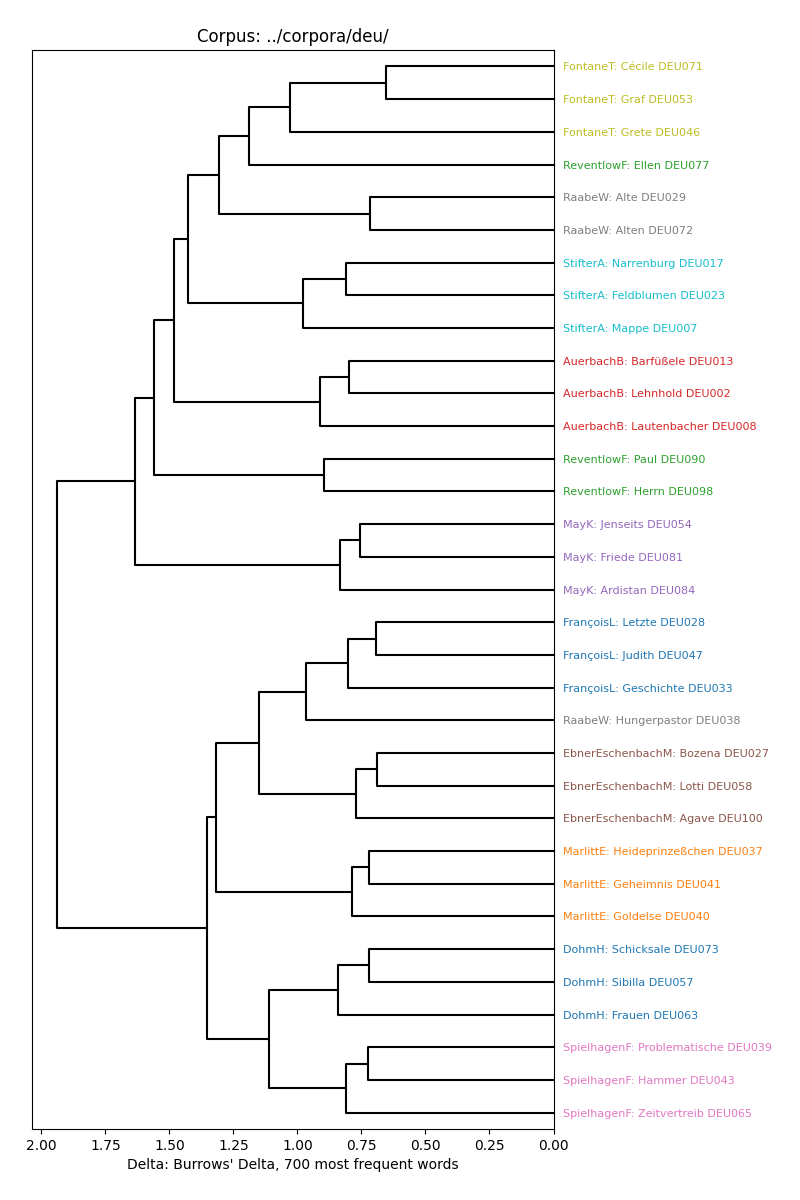 Corpus: ../corpora/deu/
FontaneT: Cécile DEU071
FontaneT: Graf DEU053
FontaneT: Grete DEU046
ReventlowF: Ellen DEU077
RaabeW: Alte DEU029
RaabeW: Alten DEU072
StifterA: Narrenburg DEU017
StifterA: Feldblumen DEU023
StifterA: Mappe DEU007
AuerbachB: Barfüßele DEU013
AuerbachB: Lehnhold DEU002
AuerbachB: Lautenbacher DEU008
ReventlowF: Paul DEU090
ReventlowF: Herrn DEU098
MayK: Jenseits DEU054
MayK: Friede DEU081
MayK: Ardistan DEU084
FrançoisL: Letzte DEU028
FrançoisL: Judith DEU047
FrançoisL: Geschichte DEU033
RaabeW: Hungerpastor DEU038
EbnerEschenbachM: Bozena DEU027
EbnerEschenbachM: Lotti DEU058
EbnerEschenbachM: Agave DEU100
MarlittE: Heideprinzeßchen DEU037
MarlittE: Geheimnis DEU041
MarlittE: Goldelse DEU040
DohmH: Schicksale DEU073
DohmH: Sibilla DEU057
DohmH: Frauen DEU063
SpielhagenF: Problematische DEU039
SpielhagenF: Hammer DEU043
SpielhagenF: Zeitvertreib DEU065
2.00 1.75 1.50 1.25 1.00 0.75 0.50 0.25 0.00
Delta: Burrows' Delta, 700 most frequent words